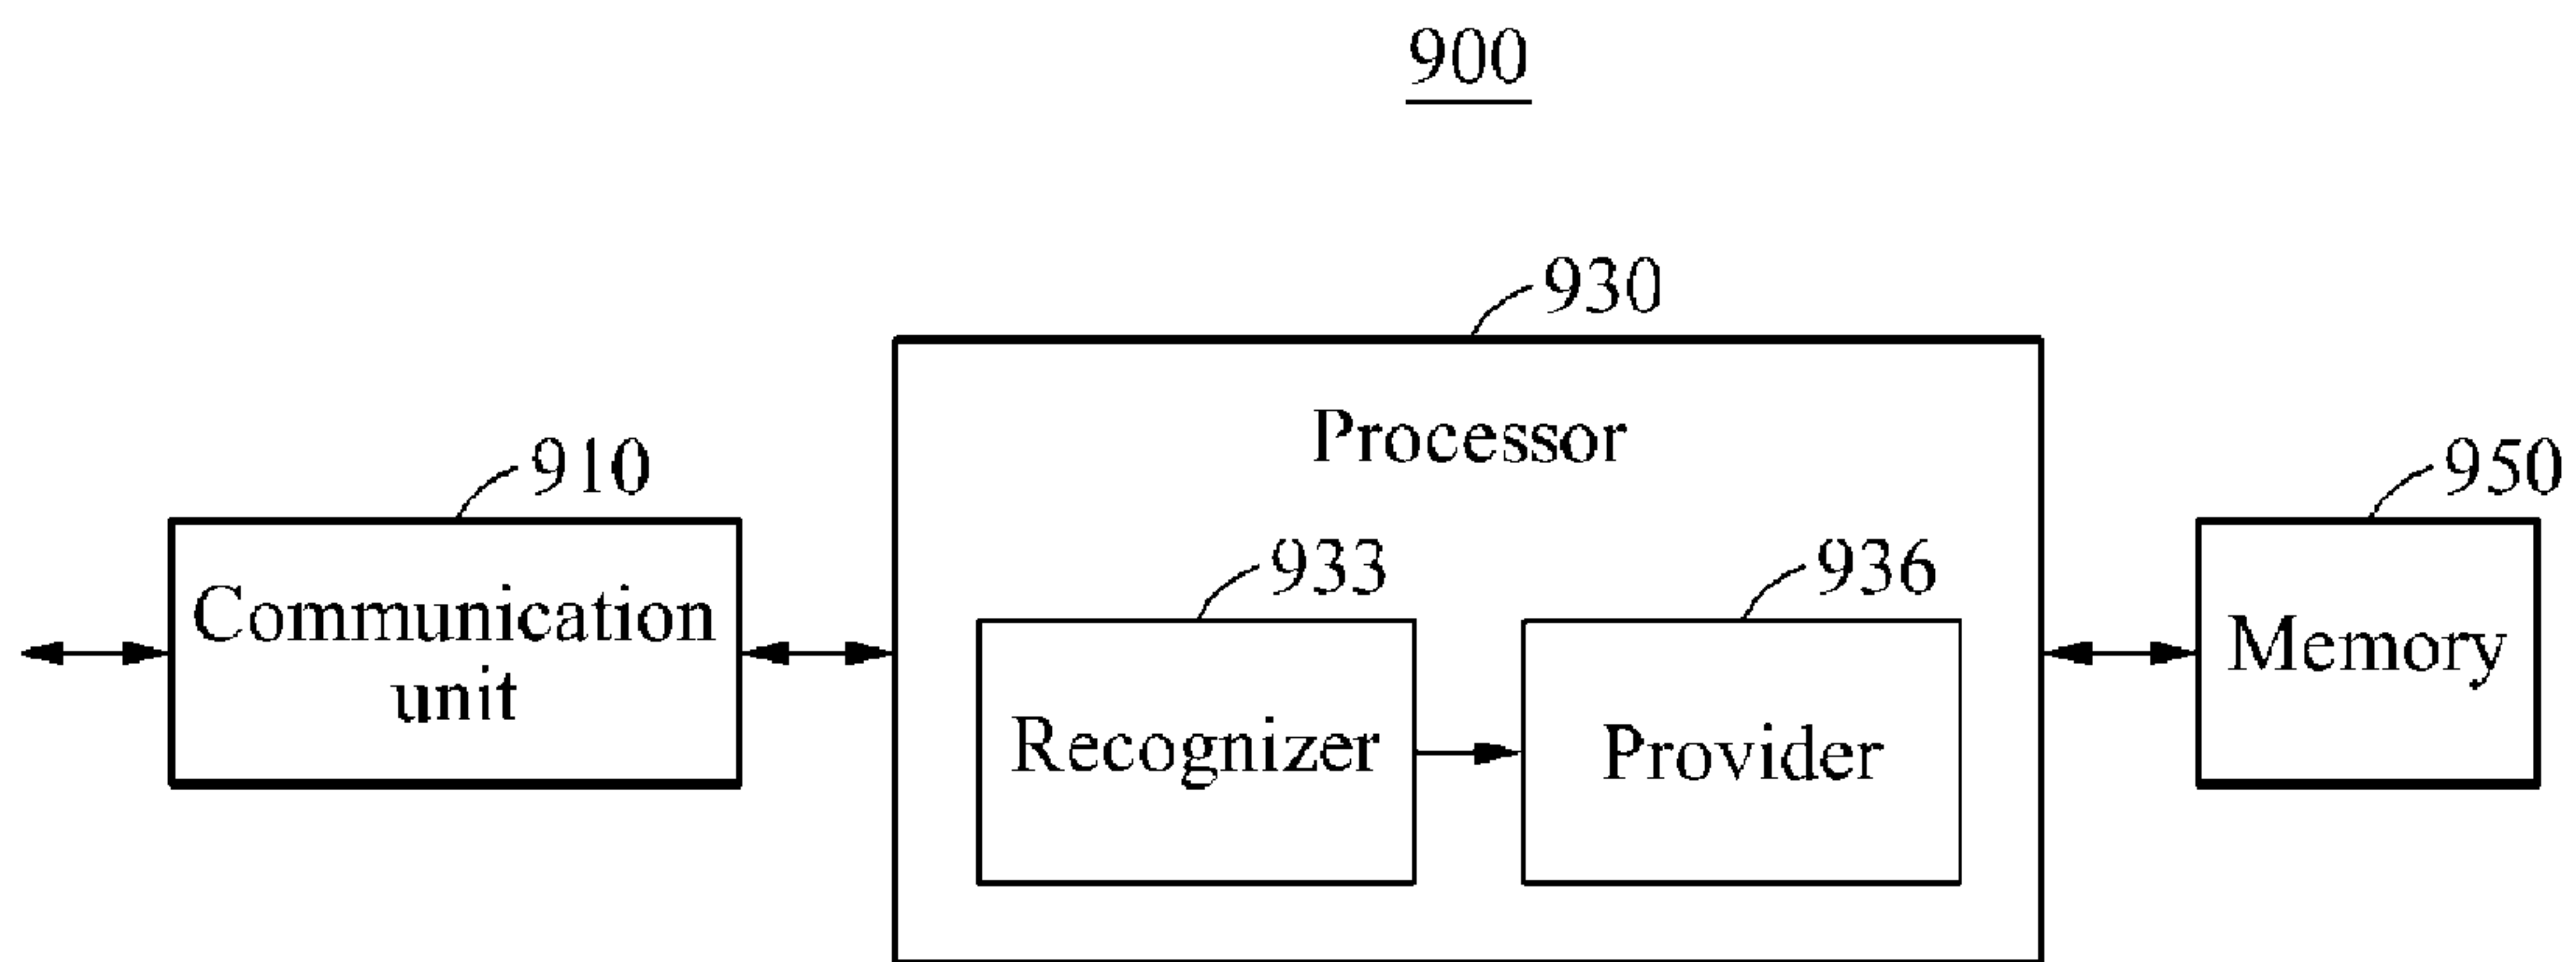 900
930
Processor
910
950
933
936
Communication
unit
Memory
Recognizer
Provider